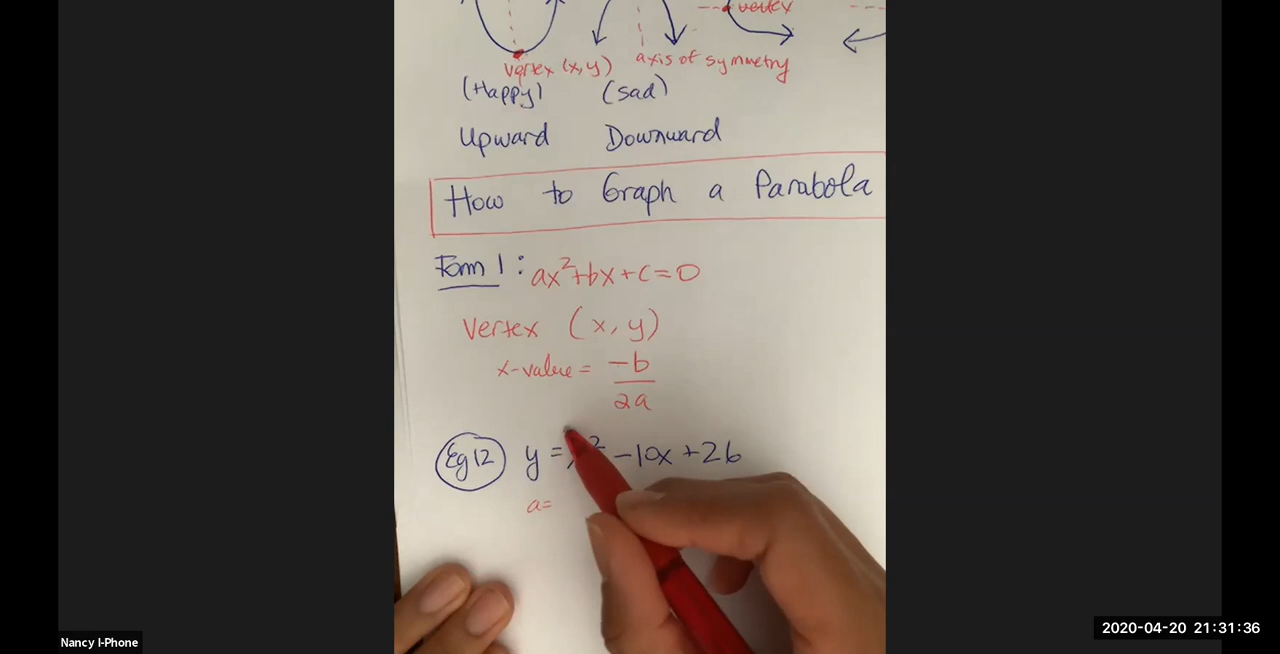 vertex
vertex (x,y) axis of symmetry
(Happy) (Sad)
Upward Downward
How to Graph a Parabola
Form 1: ax²+bx+c=0
Vertex (x, y)
x-value = -b
2a
Eg 12 y = x² -10x +26
a=
Nancy I-Phone
2020-04-20 21:31:36